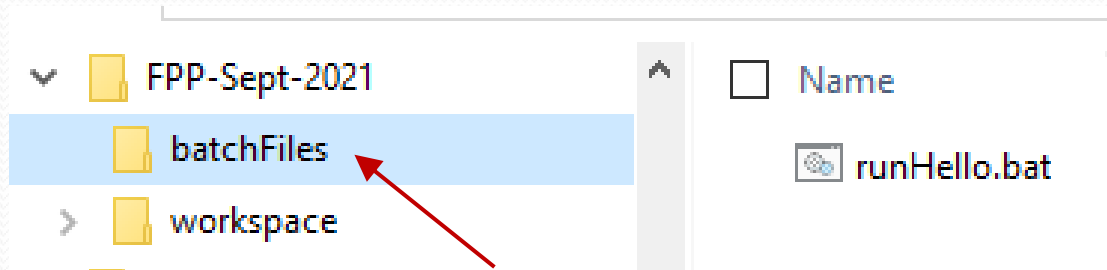 FPP-Sept-2021
batchFiles
workspace
Name
runHello.bat